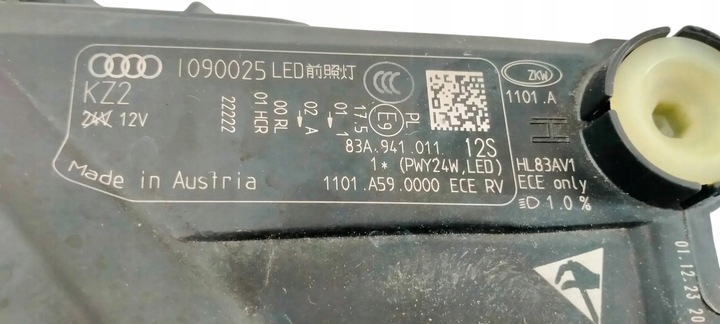 1090025 LED前照灯
KZ2
24V 12V
22222
01 HCR
00 RL
02 A
01 1
17.5
E9
PL
83A.941.011. 12S
1* (PWY24W,LED)
Made in Austria
1101.A59.0000 ECE RV
ZKW
1101.A
HL83AV1
ECE only
1.0%
01.12.23 20